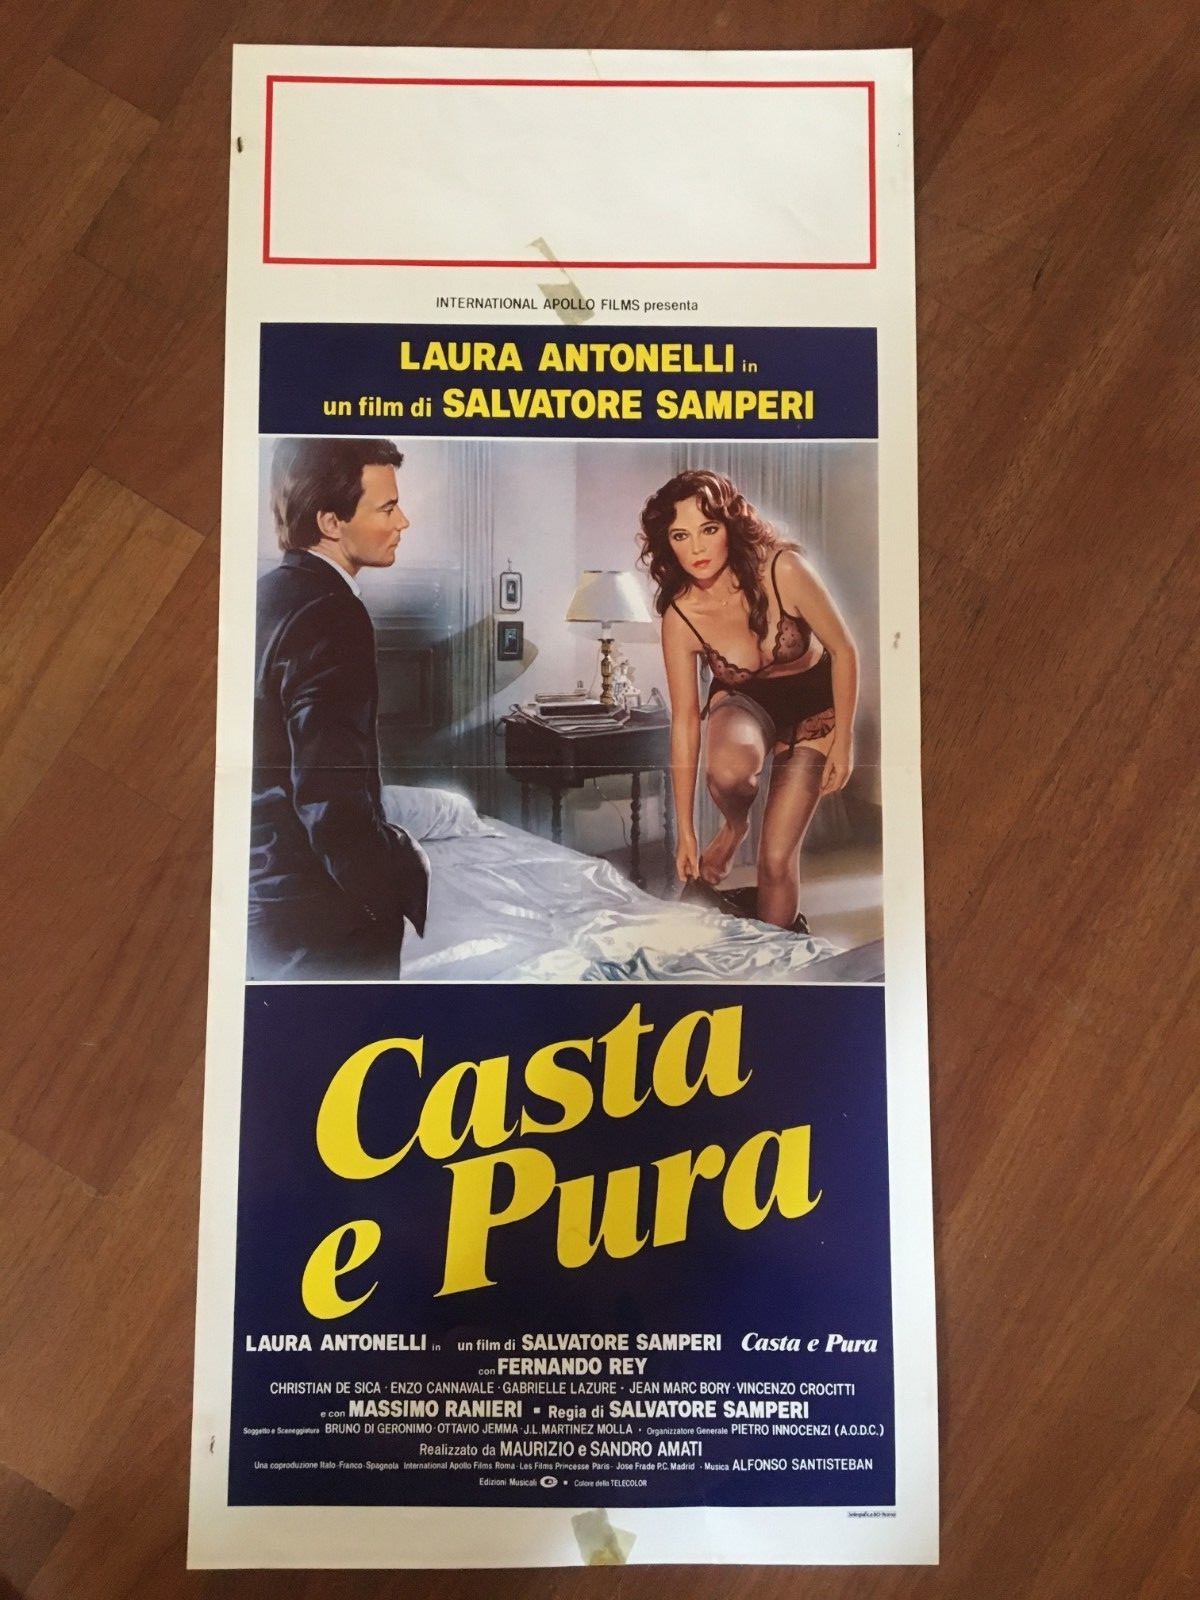 INTERNATIONAL APOLLO FILMS presenta
LAURA ANTONELLI in
un film di SALVATORE SAMPERI
Casta
e Pura
LAURA ANTONELLI in un film di SALVATORE SAMPERI Casta e Pura
con FERNANDO REY
CHRISTIAN DE SICA · ENZO CANNAVALE · GABRIELLE LAZURE · JEAN MARC BORY · VINCENZO CROCITTI
e con MASSIMO RANIERI - Regia di SALVATORE SAMPERI
Soggetto e Sceneggiatura BRUNO DI GERONIMO · OTTAVIO JEMMA · J.L. MARTINEZ MOLLA · Organizzatore Generale PIETRO INNOCENZI (A.O.D.C.)
Realizzato da MAURIZIO e SANDRO AMATI
Una coproduzione Italo-Franco-Spagnola International Apollo Films Roma - Les Films Princesse Paris - Jose Frade P.C. Madrid · Musica ALFONSO SANTISTEBAN
Edizioni Musicali · Colore della TELECOLOR